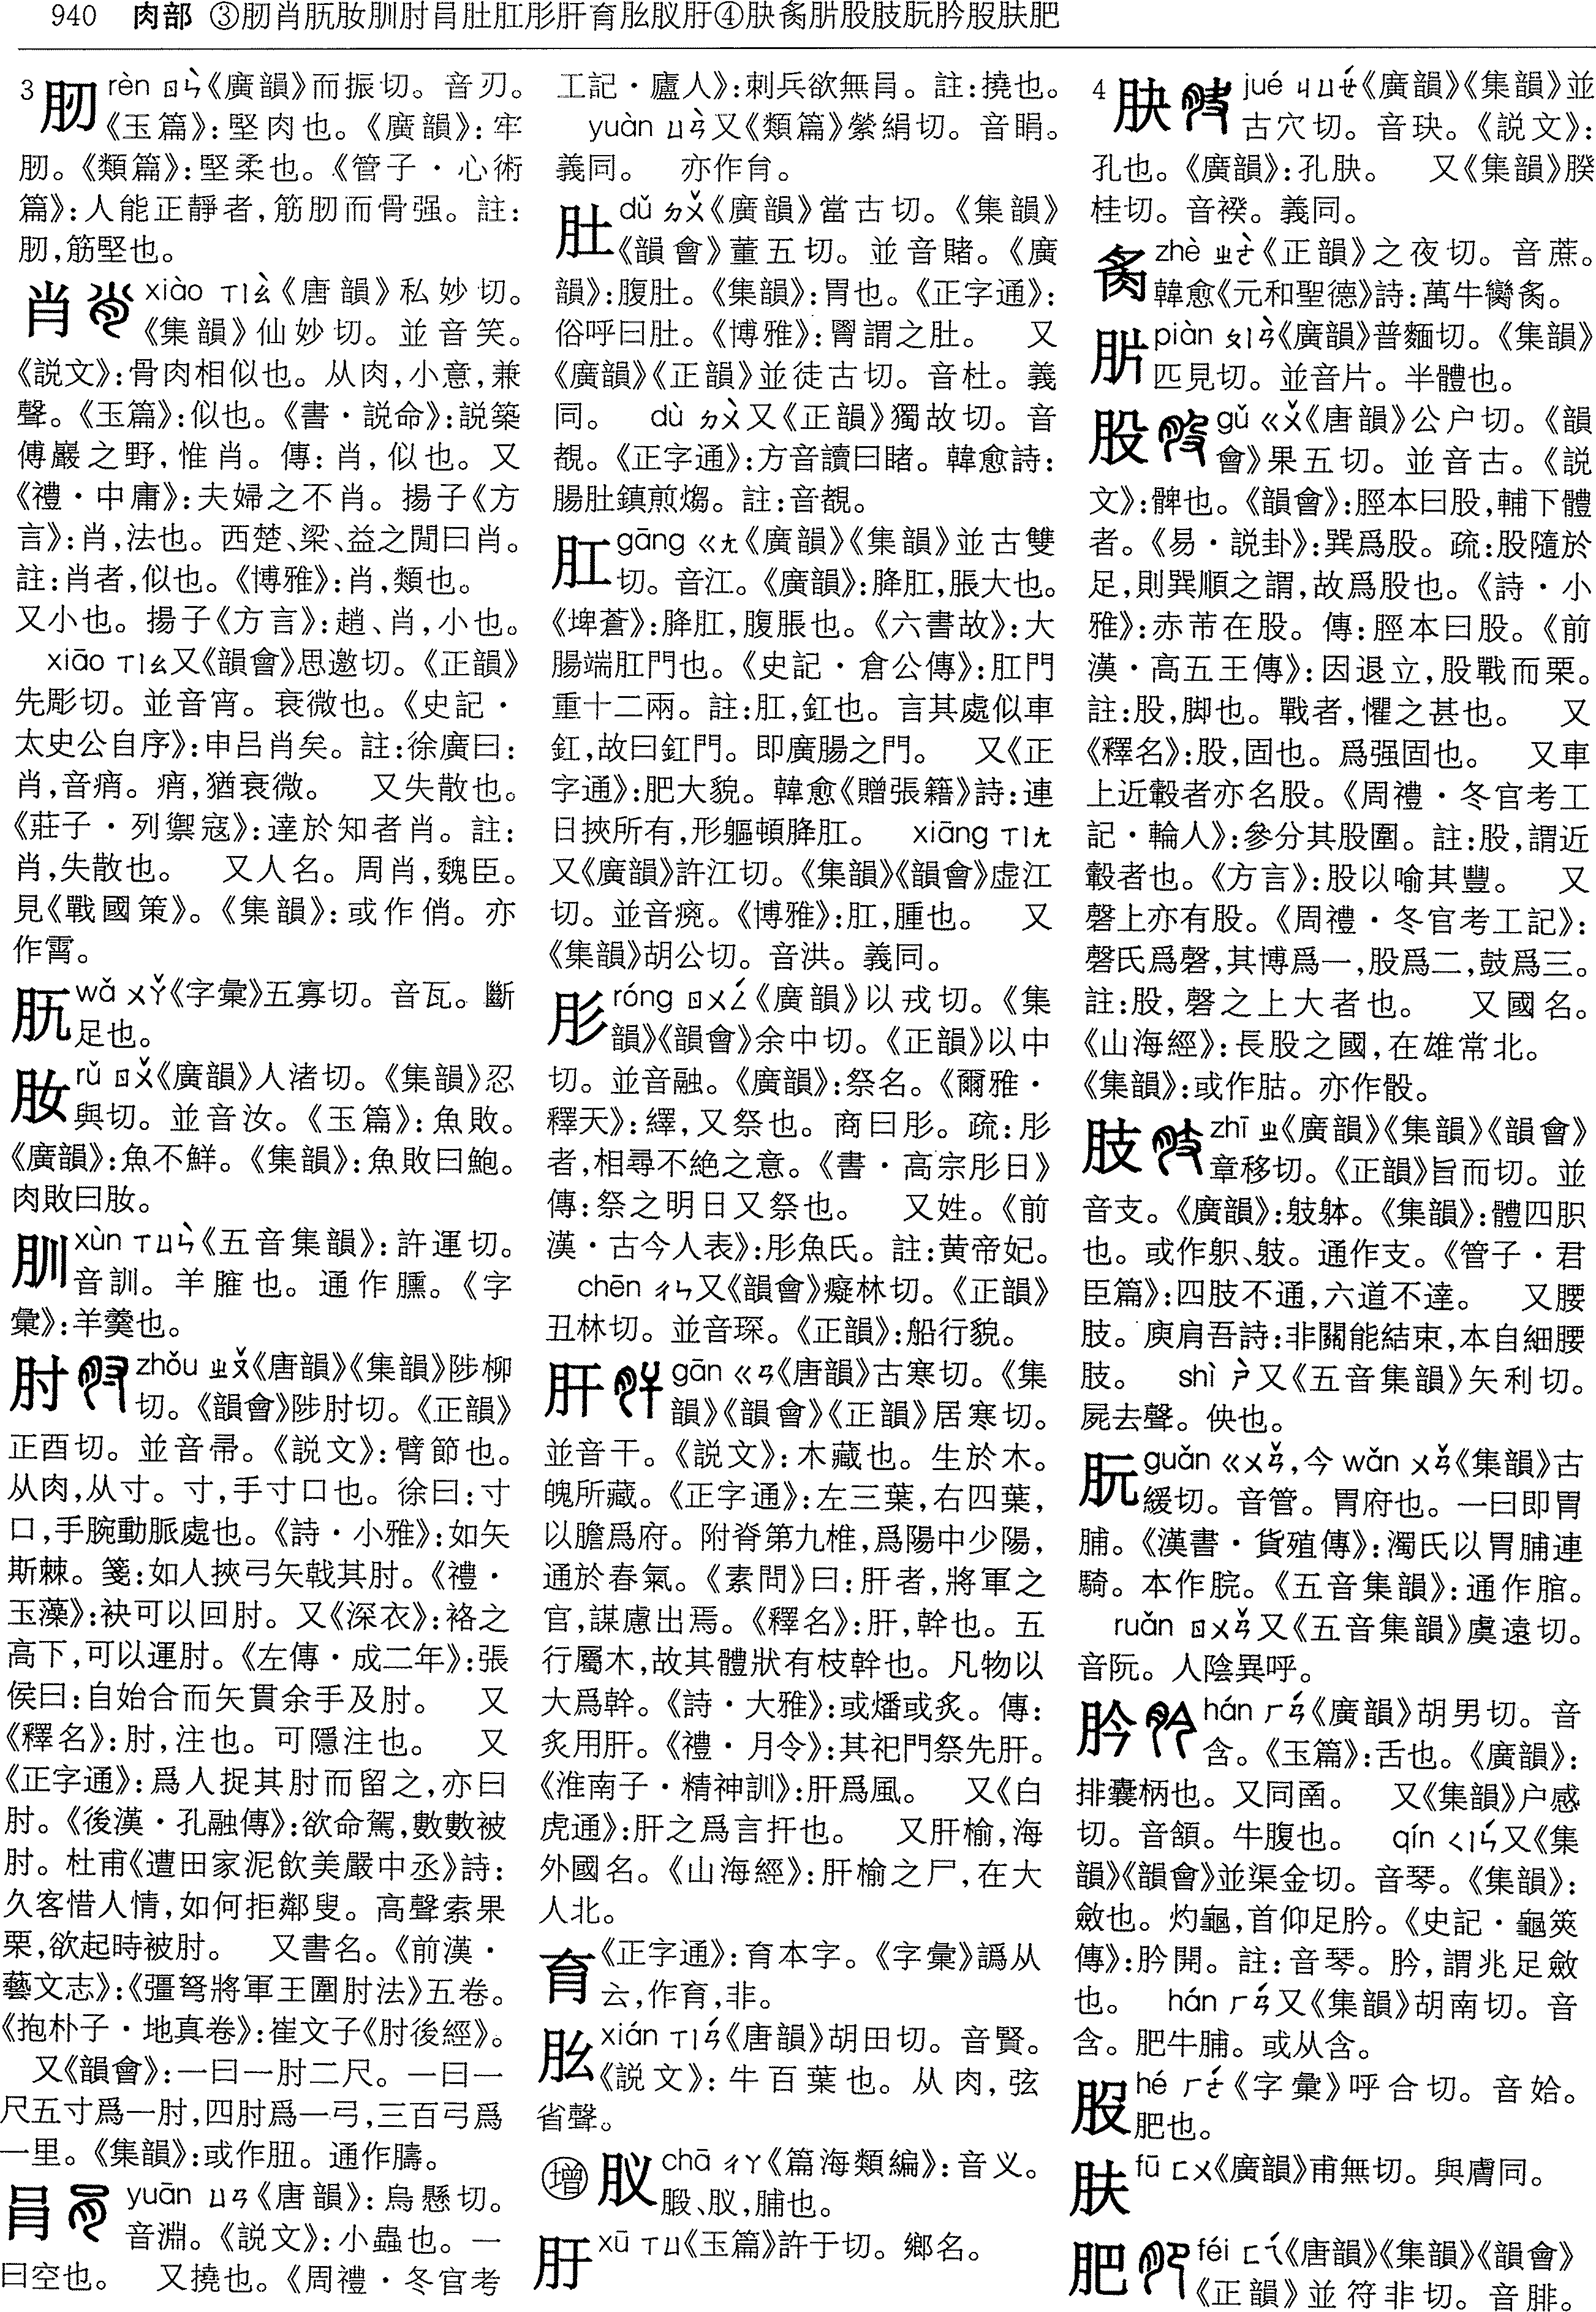 940 肉部 ③肕肖肍肗𦘴肘肙肚肛肜肝𠫓肐肞肟④肤𦙃肨股肢肮肣肞肤肥
3 肕 rèn ㄖㄣˋ《廣韻》而振切。音刃。
《玉篇》：堅肉也。《廣韻》：牢
肕。《類篇》：堅柔也。《管子·心術
篇》：人能正靜者，筋肕而骨强。註：
肕，筋堅也。
肖 xiào ㄒㄧㄠˋ《唐韻》私妙切。
《集韻》仙妙切。並音笑。
《説文》：骨肉相似也。从肉，小意，兼
聲。《玉篇》：似也。《書·説命》：説築
傅巖之野，惟肖。傳：肖，似也。又
《禮·中庸》：夫婦之不肖。揚子《方
言》：肖，法也。西楚、梁、益之閒曰肖。
註：肖者，似也。《博雅》：肖，類也。
又小也。揚子《方言》：趙、肖，小也。
xiāo ㄒㄧㄠ又《韻會》思邀切。《正韻》
先彫切。並音宵。衰微也。《史記·
太史公自序》：申吕肖矣。註：徐廣曰：
肖，音痟。痟，猶衰微。 又失散也。
《莊子·列禦寇》：達於知者肖。註：
肖，失散也。 又人名。周肖，魏臣。
見《戰國策》。《集韻》：或作俏。亦
作霄。
wǎ ㄨㄚˇ《字彙》五寡切。音瓦。斷
足也。
肗 rǔ ㄖㄨˇ《廣韻》人渚切。《集韻》忍
與切。並音汝。《玉篇》：魚敗。
《廣韻》：魚不鮮。《集韻》：魚敗曰鮑。
肉敗曰肗。
xùn ㄒㄩㄣˋ《五音集韻》：許運切。
音訓。羊臛也。通作臐。《字
彙》：羊羹也。
肘 zhǒu ㄓㄡˇ《唐韻》《集韻》陟柳
切。《韻會》陟肘切。《正韻》
正酉切。並音帚。《説文》：臂節也。
从肉，从寸。寸，手寸口也。徐曰：寸
口，手腕動脈處也。《詩·小雅》：如矢
斯棘。箋：如人挾弓矢戟其肘。《禮·
玉藻》：袂可以回肘。又《深衣》：袼之
高下，可以運肘。《左傳·成二年》：張
侯曰：自始合而矢貫余手及肘。 又
《釋名》：肘，注也。可隱注也。 又
《正字通》：爲人捉其肘而留之，亦曰
肘。《後漢·孔融傳》：欲命駕，數數被
肘。杜甫《遭田家泥飲美嚴中丞》詩：
久客惜人情，如何拒鄰叟。高聲索果
栗，欲起時被肘。 又書名。《前漢·
藝文志》：《彊弩將軍王圍肘法》五卷。
《抱朴子·地真卷》：崔文子《肘後經》。
又《韻會》：一曰一肘二尺。一曰一
尺五寸爲一肘，四肘爲一弓，三百弓爲
一里。《集韻》：或作肚。通作䐭。
肙 yuān ㄩㄢ《唐韻》：烏懸切。
音淵。《説文》：小蟲也。一
曰空也。 又撓也。《周禮·冬官考
工記·廬人》：刺兵欲無肙。註：撓也。
yuàn ㄩㄢˋ又《類篇》縈絹切。音睊。
義同。 亦作䏍。
肚 dǔ ㄉㄨˇ《廣韻》當古切。《集韻》
《韻會》董五切。並音賭。《廣
韻》：腹肚。《集韻》：胃也。《正字通》：
俗呼曰肚。《博雅》：胃謂之肚。 又
《廣韻》《正韻》並徒古切。音杜。義
同。 dù ㄉㄨˋ又《正韻》獨故切。音
覩。《正字通》：方音讀曰睹。韓愈詩：
腸肚鎮煎煼。註：音覩。
肛 gāng ㄍㄤ《廣韻》《集韻》並古雙
切。音江。《廣韻》：胮肛，脹大也。
《埤蒼》：胮肛，腹脹也。《六書故》：大
腸端肛門也。《史記·倉公傳》：肛門
重十二兩。註：肛，釭也。言其處似車
釭，故曰釭門。即廣腸之門。 又《正
字通》：肥大貌。韓愈《贈張籍》詩：連
日挾所有，形軀頓胮肛。 xiāng ㄒㄧㄤ
又《廣韻》許江切。《集韻》《韻會》虚江
切。並音谾。《博雅》：肛，腫也。 又
《集韻》胡公切。音洪。義同。
肜 róng ㄖㄨㄥˊ《廣韻》以戎切。《集
韻》《韻會》余中切。《正韻》以中
切。並音融。《廣韻》：祭名。《爾雅·
釋天》：繹，又祭也。商曰肜。疏：肜
者，相尋不絶之意。《書·高宗肜日》
傳：祭之明日又祭也。 又姓。《前
漢·古今人表》：肜魚氏。註：黄帝妃。
chēn ㄔㄣ又《韻會》癡林切。《正韻》
丑林切。並音琛。《正韻》：船行貌。
肝 gān ㄍㄢ《唐韻》古寒切。《集
韻》《韻會》《正韻》居寒切。
並音干。《説文》：木藏也。生於木。
魄所藏。《正字通》：左三葉，右四葉，
以膽爲府。附脊第九椎，爲陽中少陽，
通於春氣。《素問》曰：肝者，將軍之
官，謀慮出焉。《釋名》：肝，幹也。五
行屬木，故其體狀有枝幹也。凡物以
大爲幹。《詩·大雅》：或燔或炙。傳：
炙用肝。《禮·月令》：其祀門祭先肝。
《淮南子·精神訓》：肝爲風。 又《白
虎通》：肝之爲言扞也。 又肝榆，海
外國名。《山海經》：肝榆之尸，在大
人北。
《正字通》：育本字。《字彙》譌从
云，作育，非。
xián ㄒㄧㄢˊ《唐韻》胡田切。音賢。
《説文》：牛百葉也。从肉，弦
省聲。
增 肞 chā ㄔㄚ《篇海類編》：音叉。
腶、肞，脯也。
xū ㄒㄩ《玉篇》許于切。鄉名。
4 jué ㄐㄩㄝˊ《廣韻》《集韻》並
古穴切。音玦。《説文》：
孔也。《廣韻》：孔肤。 又《集韻》睽
桂切。音褉。義同。
zhè ㄓㄜˋ《正韻》之夜切。音蔗。
韓愈《元和聖德》詩：萬牛臠炙。
piàn ㄆㄧㄢˋ《廣韻》普麵切。《集韻》
匹見切。並音片。半體也。
股 gǔ ㄍㄨˇ《唐韻》公户切。《韻
會》果五切。並音古。《説
文》：髀也。《韻會》：脛本曰股，輔下體
者。《易·説卦》：巽爲股。疏：股隨於
足，則巽順之謂，故爲股也。《詩·小
雅》：赤芾在股。傳：脛本曰股。《前
漢·高五王傳》：因退立，股戰而栗。
註：股，脚也。戰者，懼之甚也。 又
《釋名》：股，固也。爲强固也。 又車
上近轂者亦名股。《周禮·冬官考工
記·輪人》：參分其股圍。註：股，謂近
轂者也。《方言》：股以喻其豐。 又
磬上亦有股。《周禮·冬官考工記》：
磬氏爲磬，其博爲一，股爲二，鼓爲三。
註：股，磬之上大者也。 又國名。
《山海經》：長股之國，在雄常北。
《集韻》：或作䏣。亦作骰。
肢 zhī ㄓ《廣韻》《集韻》《韻會》
章移切。《正韻》旨而切。並
音支。《廣韻》：䠱躰。《集韻》：體四胑
也。或作䠶、䠱。通作支。《管子·君
臣篇》：四肢不通，六道不達。 又腰
肢。庾肩吾詩：非關能結束，本自細腰
肢。 shì ㄕˋ又《五音集韻》矢利切。
屍去聲。佒也。
朊 guǎn ㄍㄨㄢˇ，今wǎn ㄨㄢˇ《集韻》古
緩切。音管。胃府也。一曰即胃
脯。《漢書·貨殖傳》：濁氏以胃脯連
騎。本作脘。《五音集韻》：通作䐪。
ruǎn ㄖㄨㄢˇ又《五音集韻》虞遠切。
音阮。人陰異呼。
肣 hán ㄏㄢˊ《廣韻》胡男切。音
含。《玉篇》：舌也。《廣韻》：
排囊柄也。又同圅。 又《集韻》户感
切。音頷。牛腹也。 qín ㄑㄧㄣˊ又《集
韻》《韻會》並渠金切。音琴。《集韻》：
斂也。灼龜，首仰足肣。《史記·龜筴
傳》：肣開。註：音琴。肣，謂兆足斂
也。 hán ㄏㄢˊ又《集韻》胡南切。音
含。肥牛脯。或从含。
hé ㄏㄜˊ《字彙》呼合切。音姶。
肥也。
肤 fū ㄈㄨ《廣韻》甫無切。與膚同。
肥 féi ㄈㄟˊ《唐韻》《集韻》《韻會》
《正韻》並符非切。音腓。